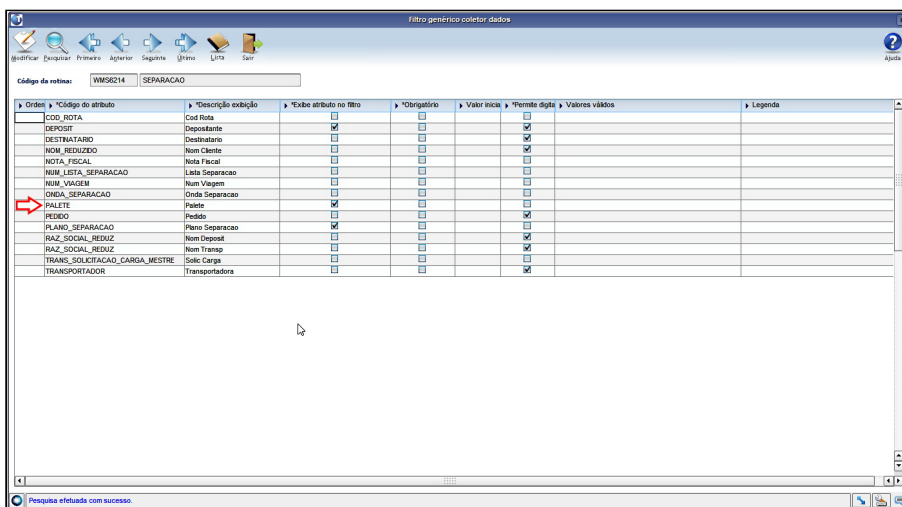 Filtro genérico coletor dados
Modificar Pesquisar Primeiro Anterior Seguinte Último Lista Sair Ajuda
Código da rotina: WMS6214 SEPARACAO
Orden *Código do atributo *Descrição exibição *Exibe atributo no filtro *Obrigatório Valor inicia *Permite digita Valores válidos Legenda
COD_ROTA Cod Rota
DEPOSIT Depositante
DESTINATARIO Destinatario
NOM_REDUZIDO Nom Cliente
NOTA_FISCAL Nota Fiscal
NUM_LISTA_SEPARACAO Lista Separacao
NUM_VIAGEM Num Viagem
ONDA_SEPARACAO Onda Separacao
PALETE Palete
PEDIDO Pedido
PLANO_SEPARACAO Plano Separacao
RAZ_SOCIAL_REDUZ Nom Deposit
RAZ_SOCIAL_REDUZ Nom Transp
TRANS_SOLICITACAO_CARGA_MESTRE Solic Carga
TRANSPORTADOR Transportadora
Pesquisa efetuada com sucesso.